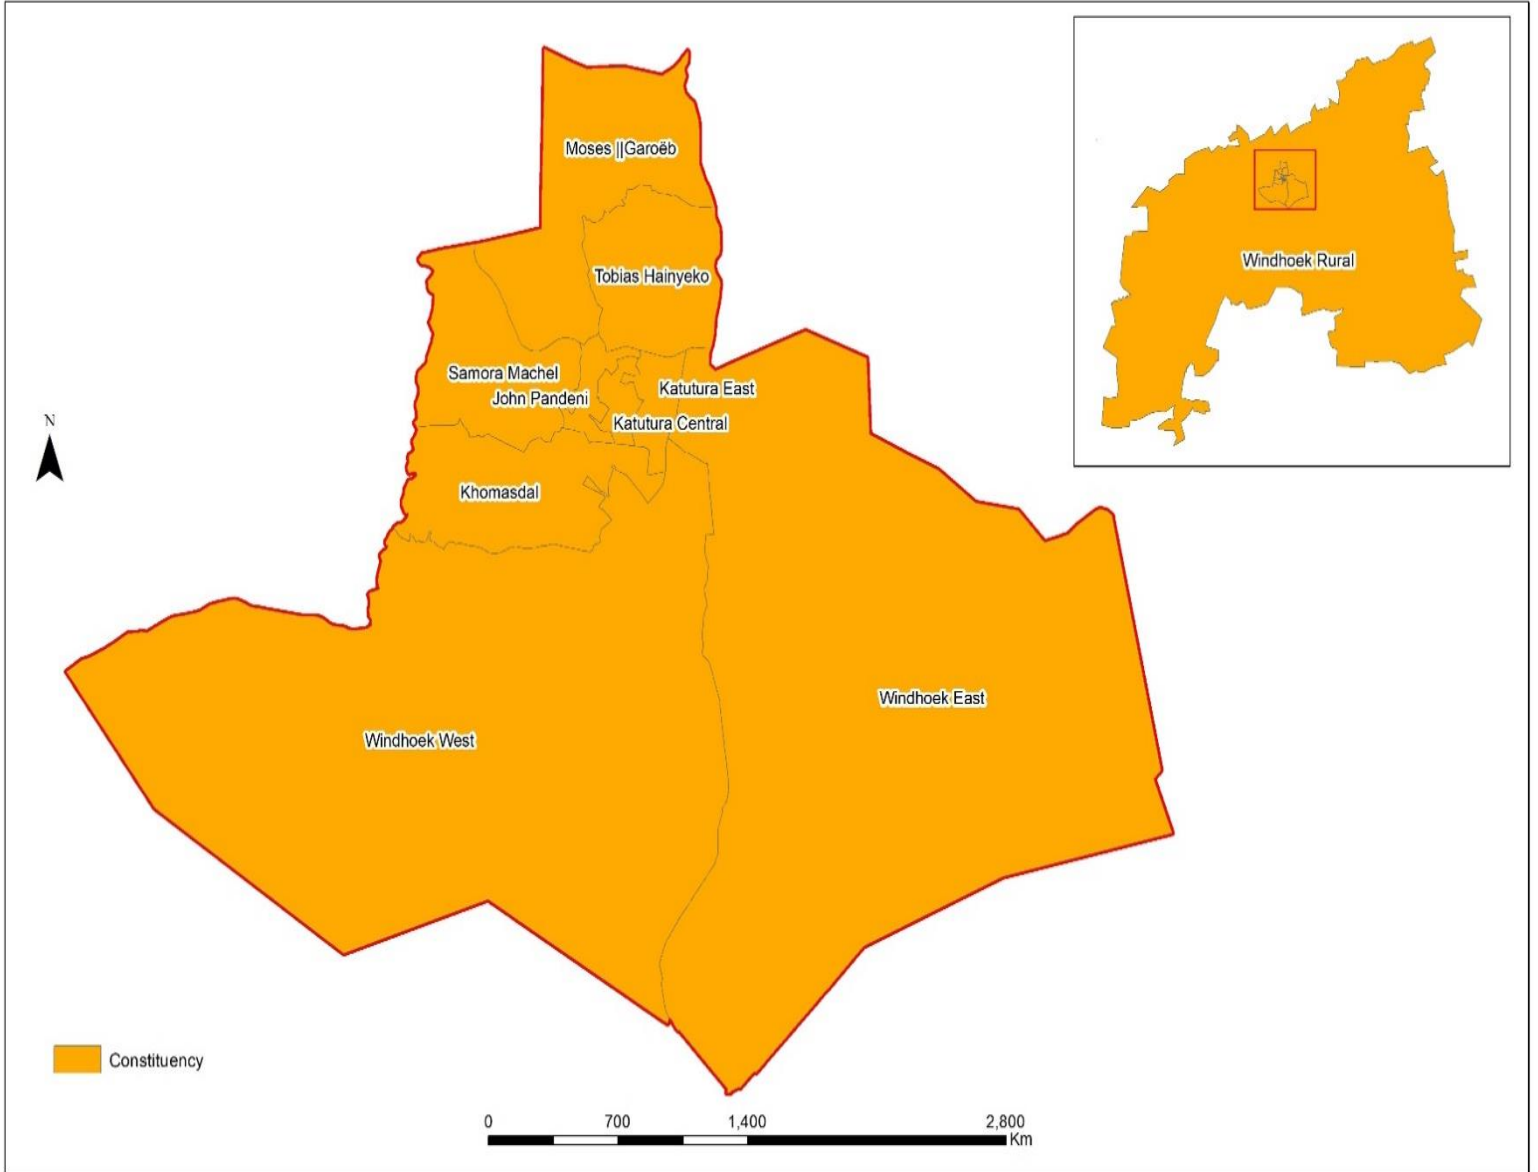 Moses ||Garoëb
Tobias Hainyeko
Windhoek Rural
Samora Machel
John Pandeni
Katutura East
Katutura Central
N
Khomasdal
Windhoek East
Windhoek West
Constituency
0 700 1,400 2,800
Km